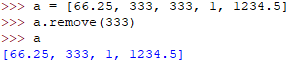 >>> a = [66.25, 333, 333, 1, 1234.5]
>>> a.remove(333)
>>> a
[66.25, 333, 1, 1234.5]